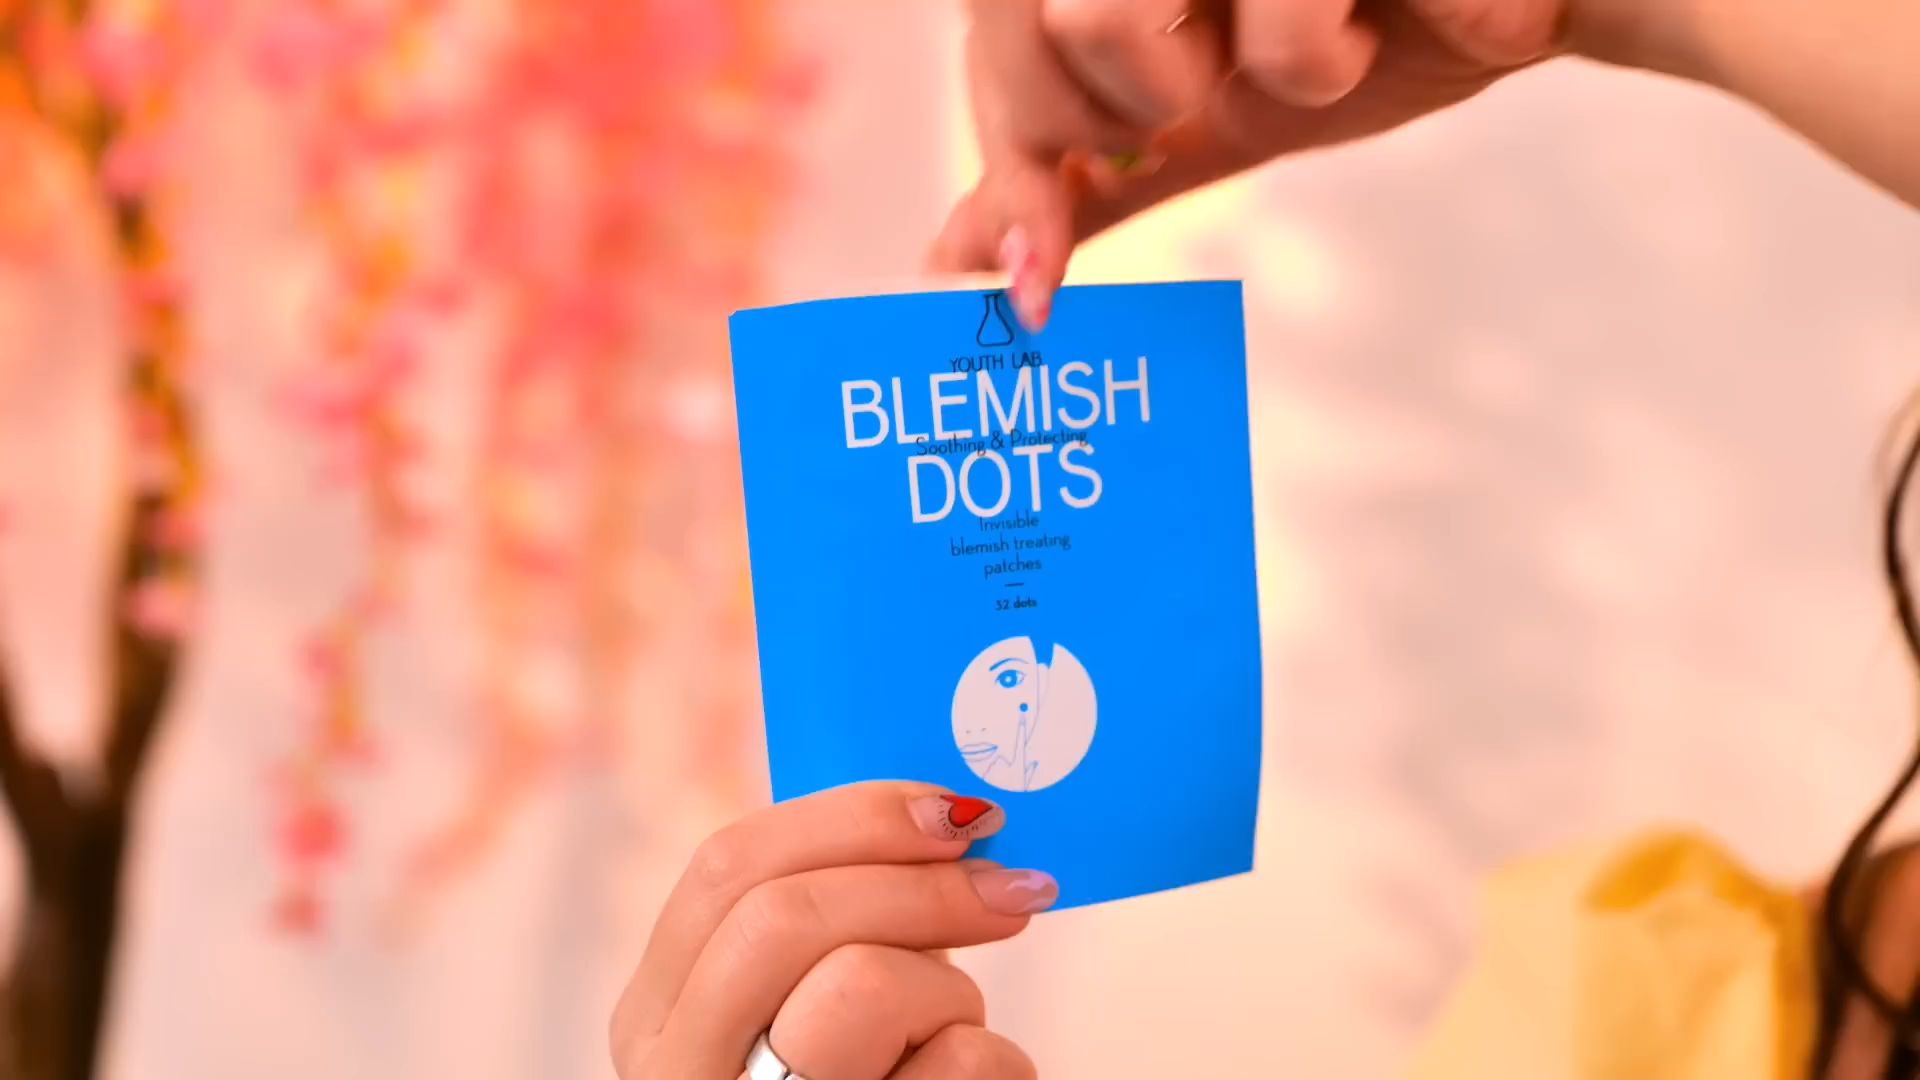 YOUTH LAB.
BLEMISH
Soothing & Protecting
DOTS
Invisible
blemish treating
patches
32 dots